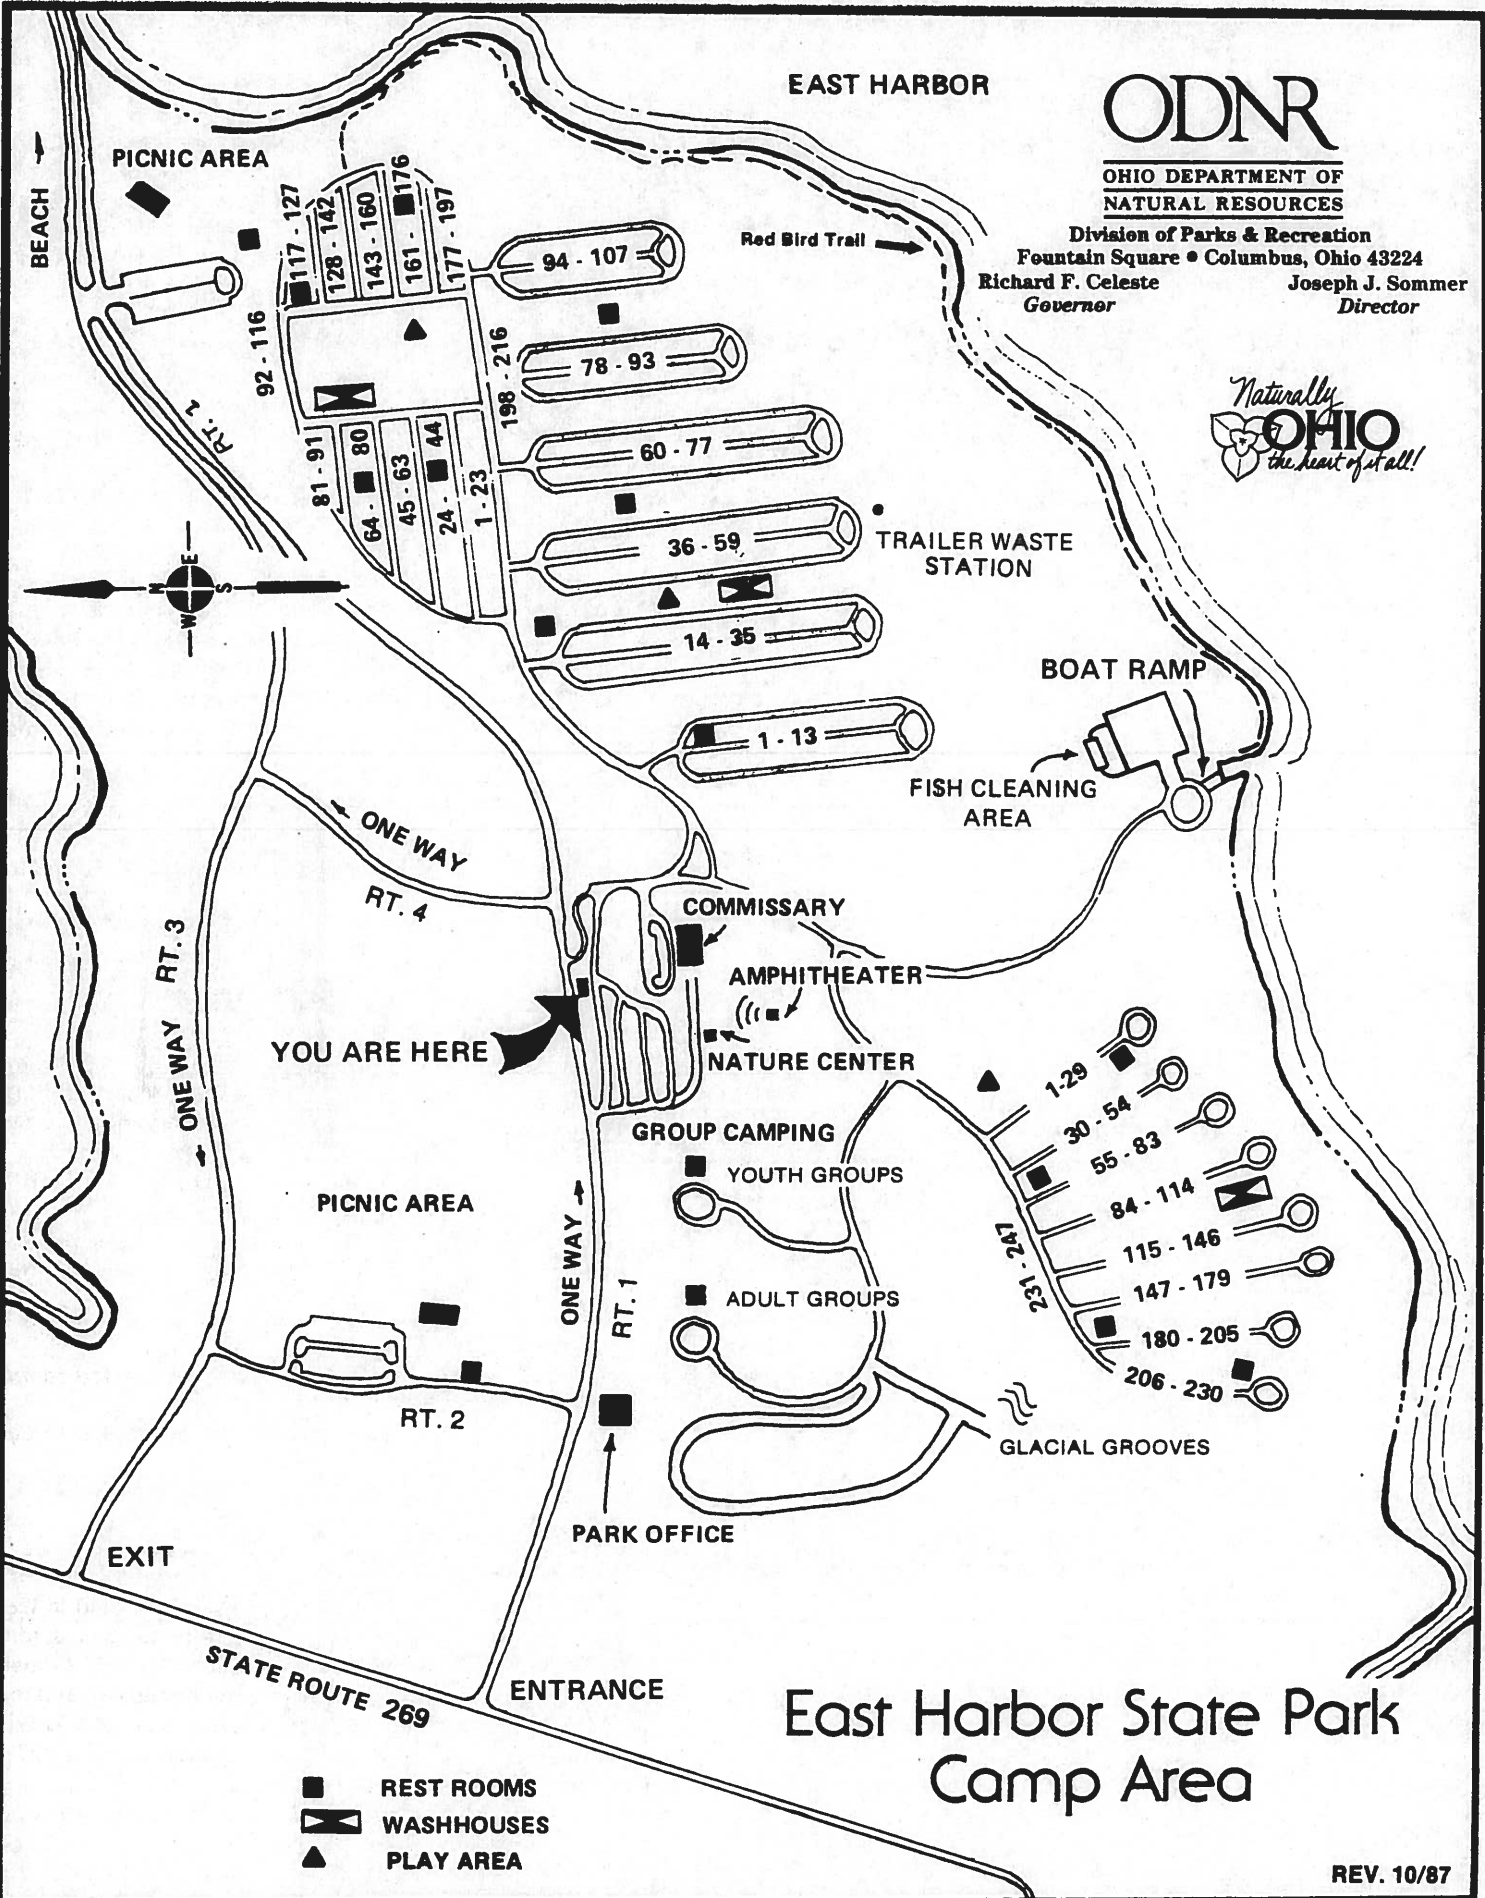 EAST HARBOR
ODNR
OHIO DEPARTMENT OF
NATURAL RESOURCES
Division of Parks & Recreation
Fountain Square • Columbus, Ohio 43224
Richard F. Celeste
Governor
Joseph J. Sommer
Director
Naturally
OHIO
the heart of it all!
BEACH
PICNIC AREA
117 - 127
128 - 142
143 - 160
161 - 176
177 - 197
94 - 107
Red Bird Trail
92 - 116
198 - 216
78 - 93
RT. 1
60 - 77
81 - 91
64 - 80
45 - 63
24 - 44
1 - 23
36 - 59
TRAILER WASTE
STATION
N
E
S
W
14 - 35
BOAT RAMP
1 - 13
FISH CLEANING
AREA
ONE WAY
RT. 4
RT. 3
ONE WAY
COMMISSARY
AMPHITHEATER
YOU ARE HERE
NATURE CENTER
1-29
30 - 54
55 - 83
84 - 114
115 - 146
147 - 179
180 - 205
206 - 230
231 - 247
GROUP CAMPING
YOUTH GROUPS
PICNIC AREA
ONE WAY
RT. 1
ADULT GROUPS
RT. 2
GLACIAL GROOVES
PARK OFFICE
EXIT
STATE ROUTE 269
ENTRANCE
East Harbor State Park
Camp Area
REST ROOMS
WASHHOUSES
PLAY AREA
REV. 10/87